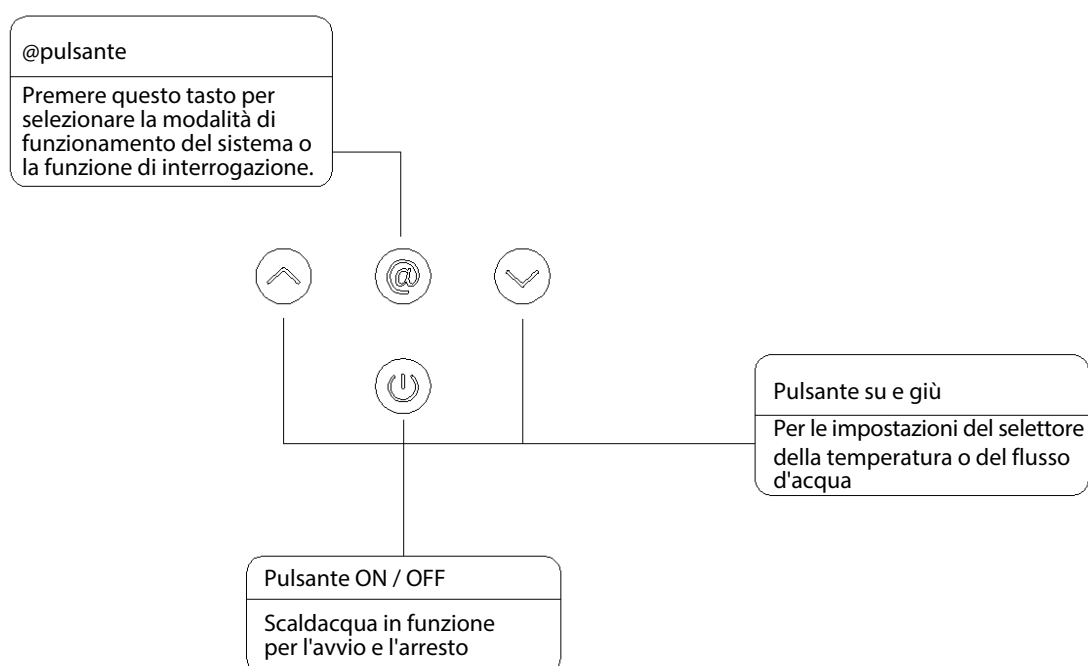 @pulsante
Premere questo tasto per
selezionare la modalità di
funzionamento del sistema o
la funzione di interrogazione.
@
Pulsante su e giù
Per le impostazioni del selettore
della temperatura o del flusso
d'acqua
Pulsante ON / OFF
Scaldacqua in funzione
per l'avvio e l'arresto